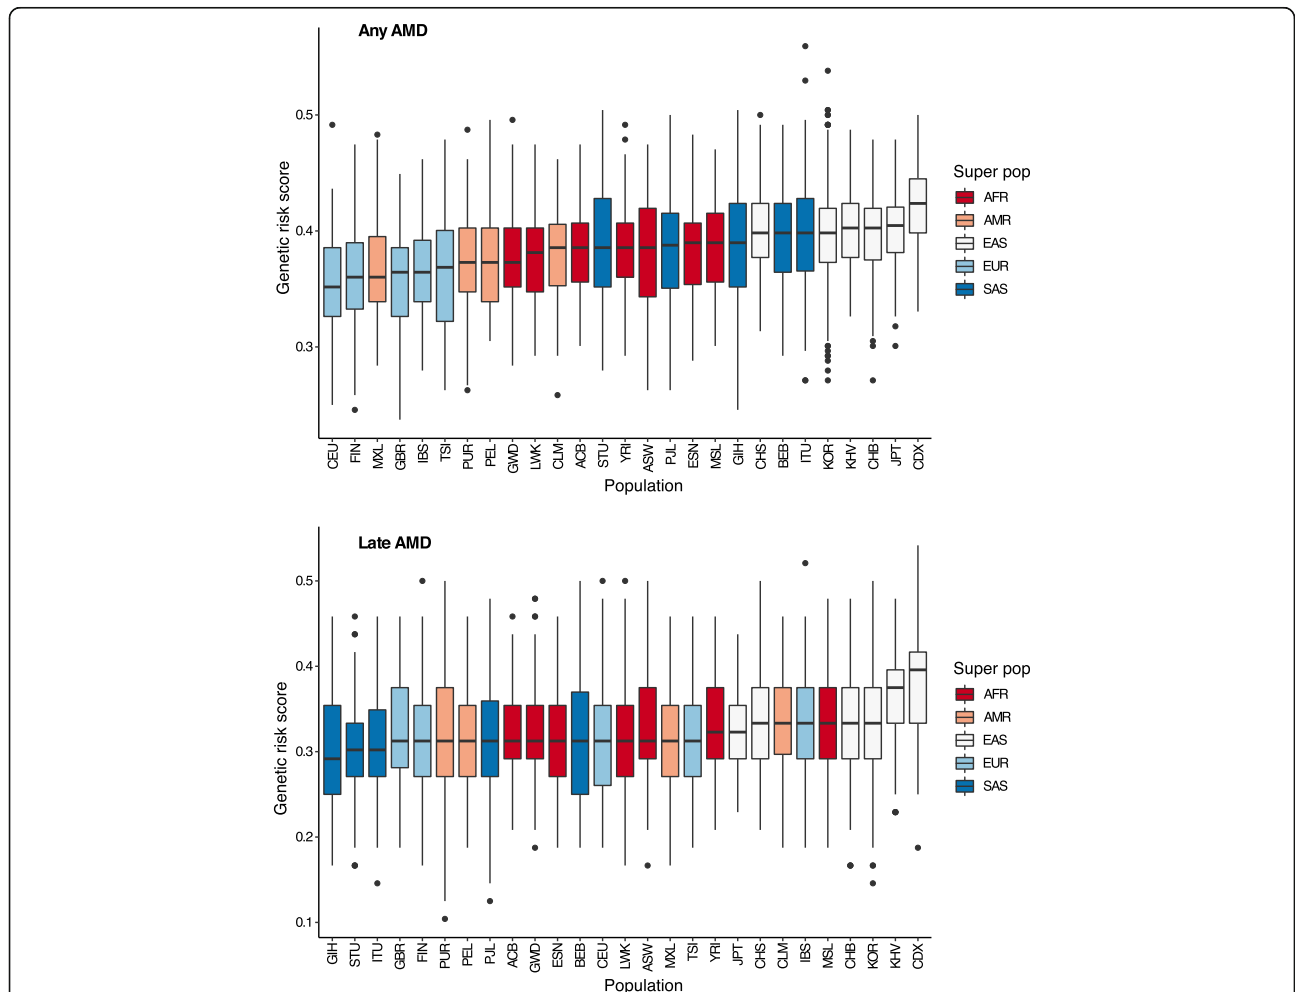 Any AMD
Genetic risk score
0.5
0.4
0.3
CEU FIN MXL GBR IBS TSI PUR PEL GWD LWK CLM ACB STU YRI ASW PJL ESN MSL GIH CHS BEB ITU KOR KHV CHB JPT CDX
Population
Super pop
AFR
AMR
EAS
EUR
SAS
Late AMD
Genetic risk score
0.5
0.4
0.3
0.2
0.1
GIH STU ITU GBR FIN PUR PEL PJL ACB GWD ESN BEB CEU LWK ASW MXL TSI YRI JPT CHS CLM IBS MSL CHB KOR KHV CDX
Population
Super pop
AFR
AMR
EAS
EUR
SAS